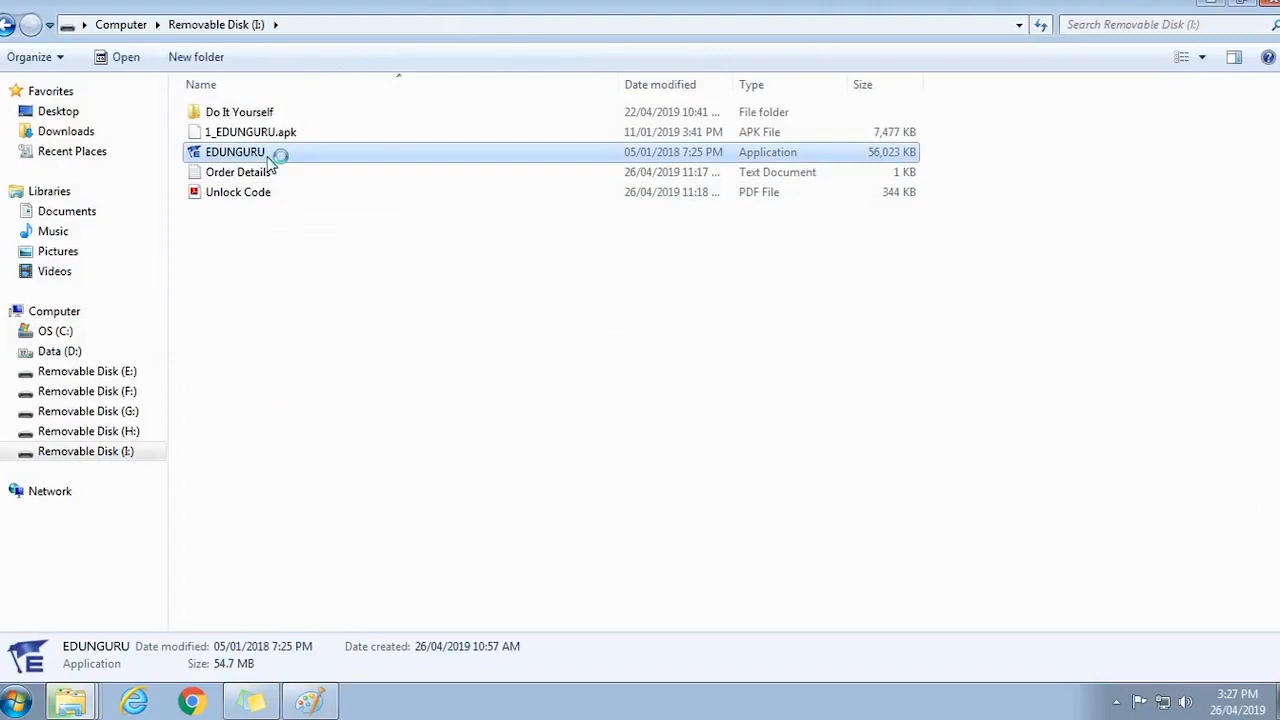 Computer Removable Disk (I:) Search Removable Disk (I:)
Organize Open New folder
Name Date modified Type Size
Favorites
Desktop
Downloads
Recent Places
Libraries
Documents
Music
Pictures
Videos
Computer
OS (C:)
Data (D:)
Removable Disk (E:)
Removable Disk (F:)
Removable Disk (G:)
Removable Disk (H:)
Removable Disk (I:)
Network
Do It Yourself 22/04/2019 10:41 ... File folder
1_EDUNGURU.apk 11/01/2019 3:41 PM APK File 7,477 KB
EDUNGURU 05/01/2018 7:25 PM Application 56,023 KB
Order Details 26/04/2019 11:17 ... Text Document 1 KB
Unlock Code 26/04/2019 11:18 ... PDF File 344 KB
EDUNGURU Date modified: 05/01/2018 7:25 PM Date created: 26/04/2019 10:57 AM
Application Size: 54.7 MB
3:27 PM
26/04/2019